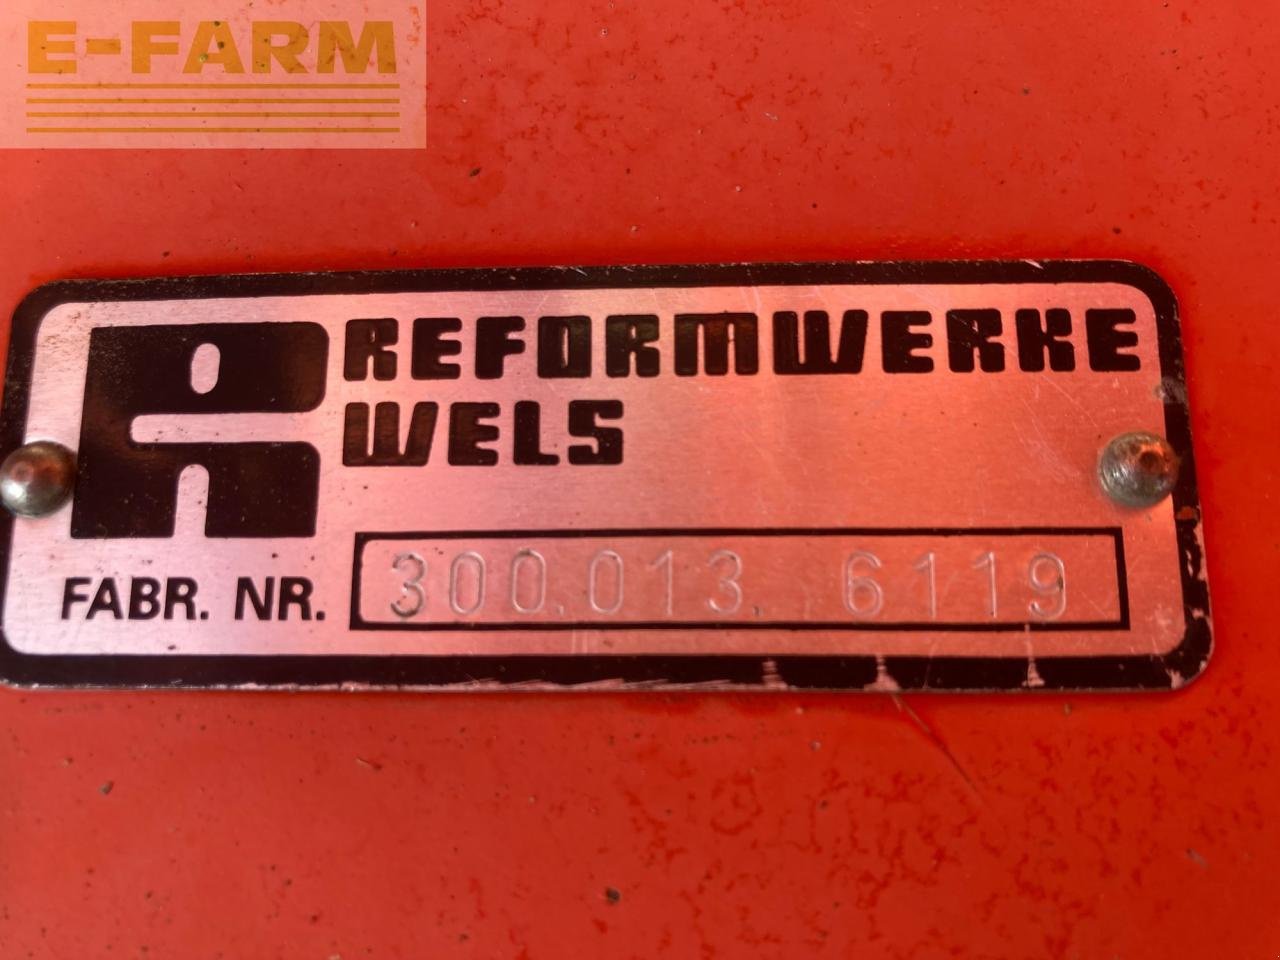 E-FARM
REFORMWERKE
WELS
FABR. NR. 300.013. 6119